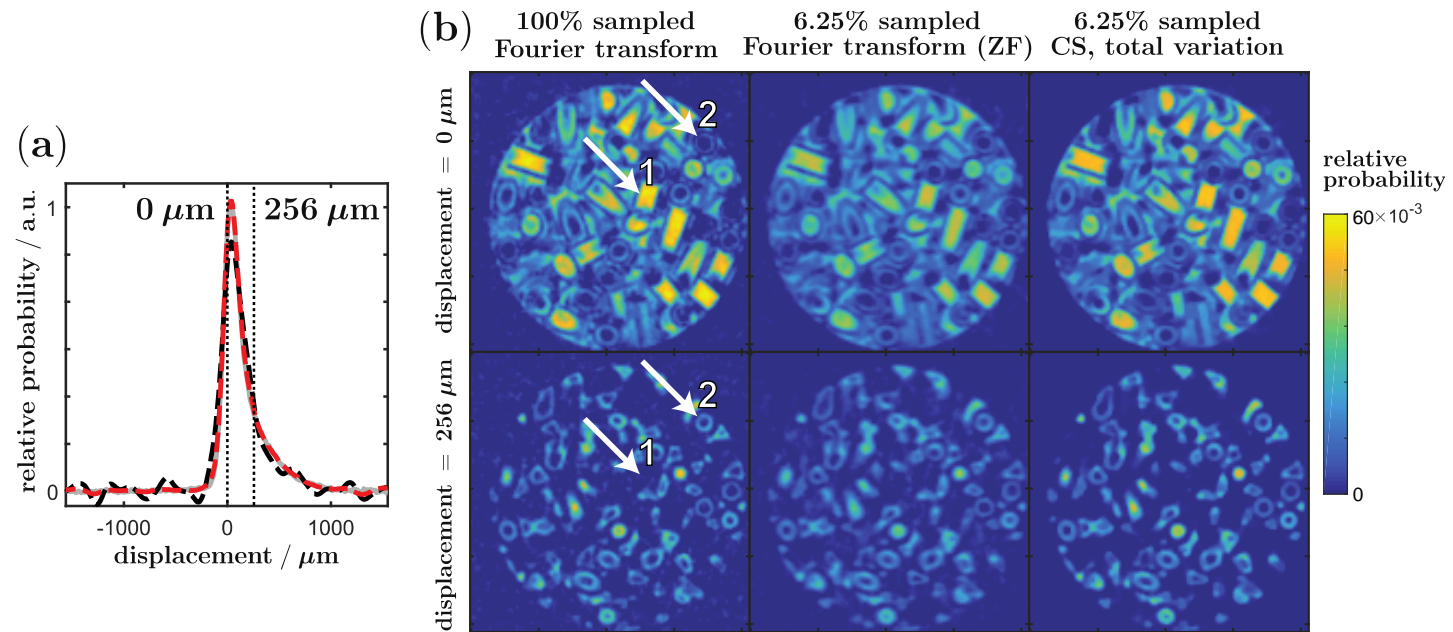 (a)
relative probability / a.u.
1
0
0 µm
256 µm
-1000
0
1000
displacement / µm
(b)
100% sampled
Fourier transform
6.25% sampled
Fourier transform (ZF)
6.25% sampled
CS, total variation
displacement = 0 µm
2
1
displacement = 256 µm
2
1
relative
probability
60×10⁻³
0